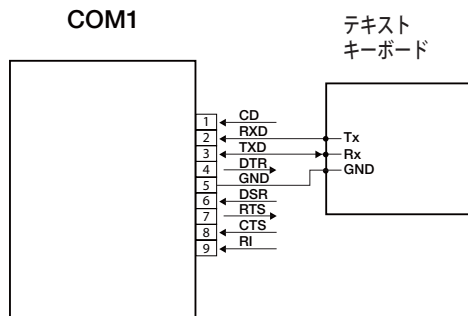 COM1
テキスト
キーボード
1 CD
2 RXD Tx
3 TXD Rx
4 DTR GND
5 GND
6 DSR
7 RTS
8 CTS
9 RI